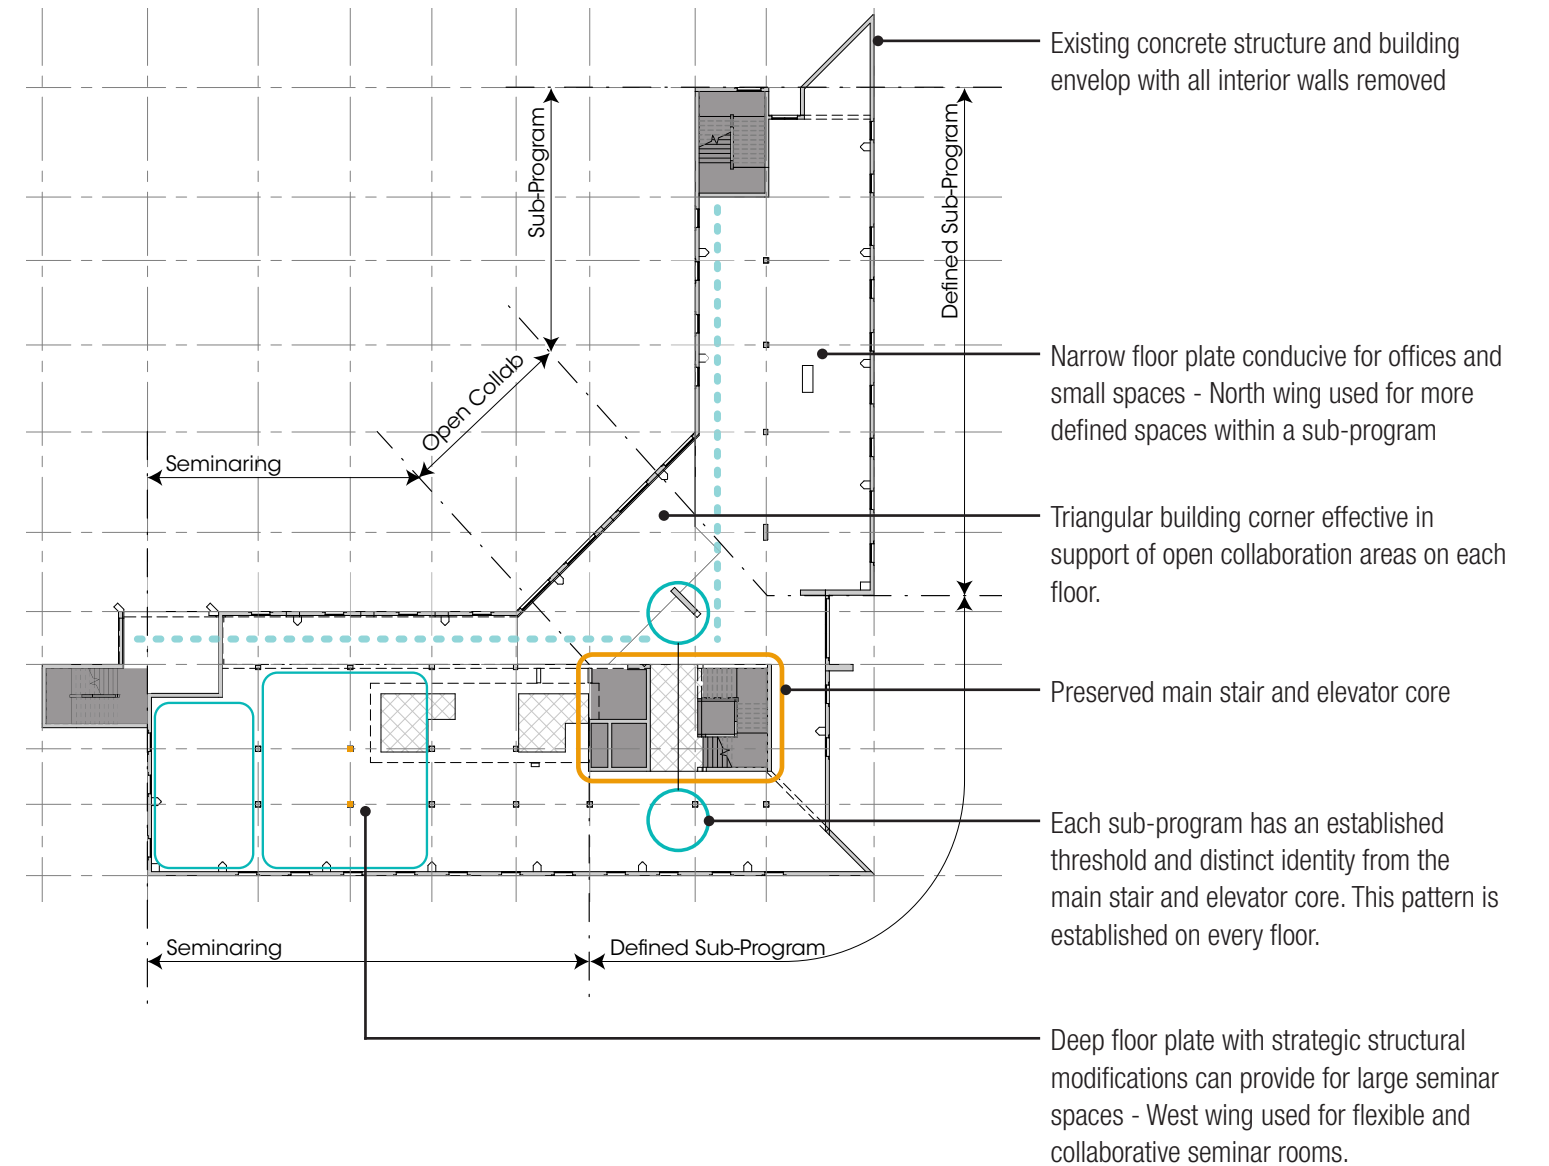 Existing concrete structure and building
envelop with all interior walls removed
Sub-Program
Defined Sub-Program
Narrow floor plate conducive for offices and
small spaces - North wing used for more
defined spaces within a sub-program
Open Collab
Seminaring
Triangular building corner effective in
support of open collaboration areas on each
floor.
Preserved main stair and elevator core
Each sub-program has an established
threshold and distinct identity from the
main stair and elevator core. This pattern is
established on every floor.
Seminaring
Defined Sub-Program
Deep floor plate with strategic structural
modifications can provide for large seminar
spaces - West wing used for flexible and
collaborative seminar rooms.